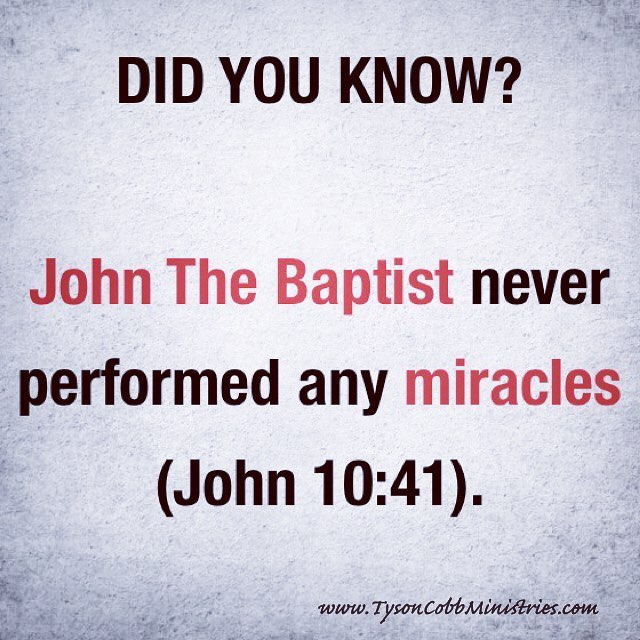 DID YOU KNOW?
John The Baptist never
performed any miracles
(John 10:41).
www.TysonCobbMinistries.com